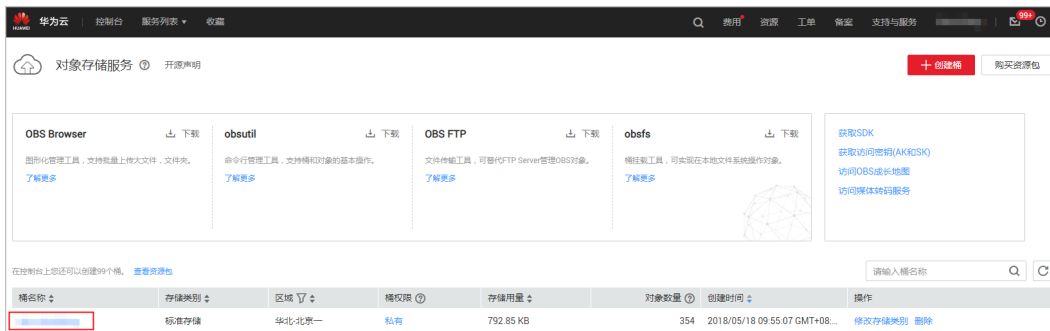 HUAWEI 华为云 控制台 服务列表 收藏 费用 资源 工单 备案 支持与服务 99+
对象存储服务 开源声明 创建桶 购买资源包
OBS Browser 下载 obsutil 下载 OBS FTP 下载 obsfs 下载 获取SDK
图形化管理工具，支持批量上传大文件，文件夹。 命令行管理工具，支持桶和对象的基本操作。 文件传输工具，可替代FTP Server管理OBS对象。 桶挂载工具，可实现在本地文件系统操作对象。 获取访问密钥(AK和SK)
了解更多 了解更多 了解更多 了解更多 访问OBS成长地图
访问媒体转码服务
在控制台上您还可以创建99个桶。 查看资源包 请输入桶名称
桶名称 存储类别 区域 桶权限 存储用量 对象数量 创建时间 操作
标准存储 华北-北京一 私有 792.85 KB 354 2018/05/18 09:55:07 GMT+08:... 修改存储类别 删除